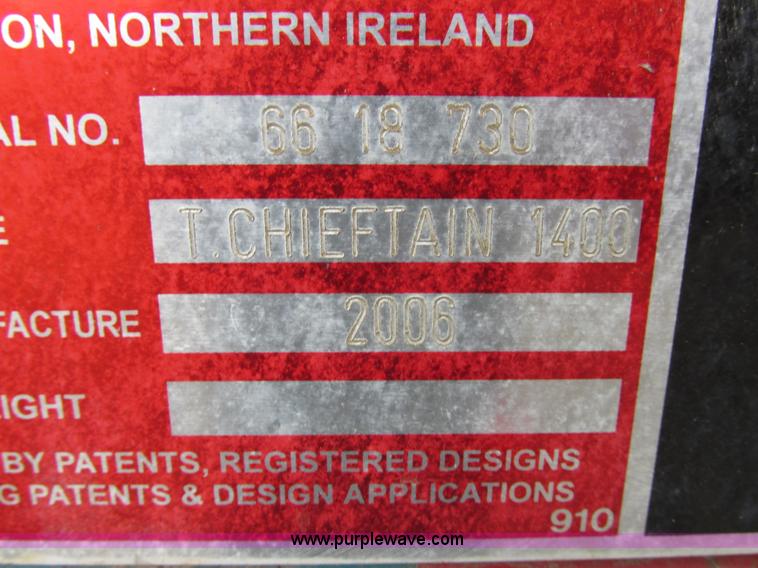 ON, NORTHERN IRELAND
AL NO. 66 18 730
E T.CHIEFTAIN 1400
FACTURE 2006
IGHT
BY PATENTS, REGISTERED DESIGNS
G PATENTS & DESIGN APPLICATIONS
910
www.purplewave.com